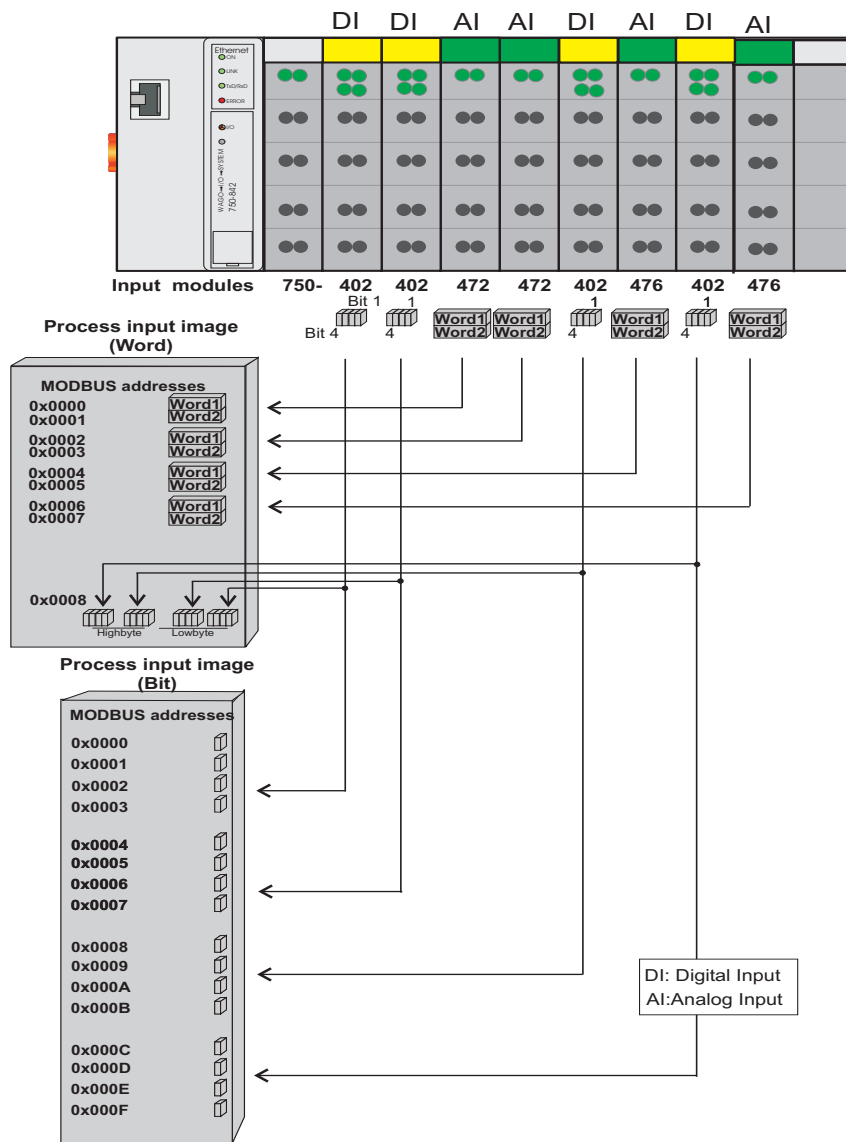 DI DI AI AI DI AI DI AI
Ethernet
ON
LINK
TxD/RxD
ERROR
I/O
WAGO I/O SYSTEM
750-842
Input modules 750- 402 402 472 472 402 476 402 476
Bit 1 1 1 1
Bit 4 4 4 4
Word1 Word1 Word1 Word1
Word2 Word2 Word2 Word2
Process input image
(Word)
MODBUS addresses
0x0000 Word1
0x0001 Word2
0x0002 Word1
0x0003 Word2
0x0004 Word1
0x0005 Word2
0x0006 Word1
0x0007 Word2
0x0008
Highbyte Lowbyte
Process input image
(Bit)
MODBUS addresses
0x0000
0x0001
0x0002
0x0003
0x0004
0x0005
0x0006
0x0007
0x0008
0x0009
0x000A
0x000B
0x000C
0x000D
0x000E
0x000F
DI: Digital Input
AI:Analog Input